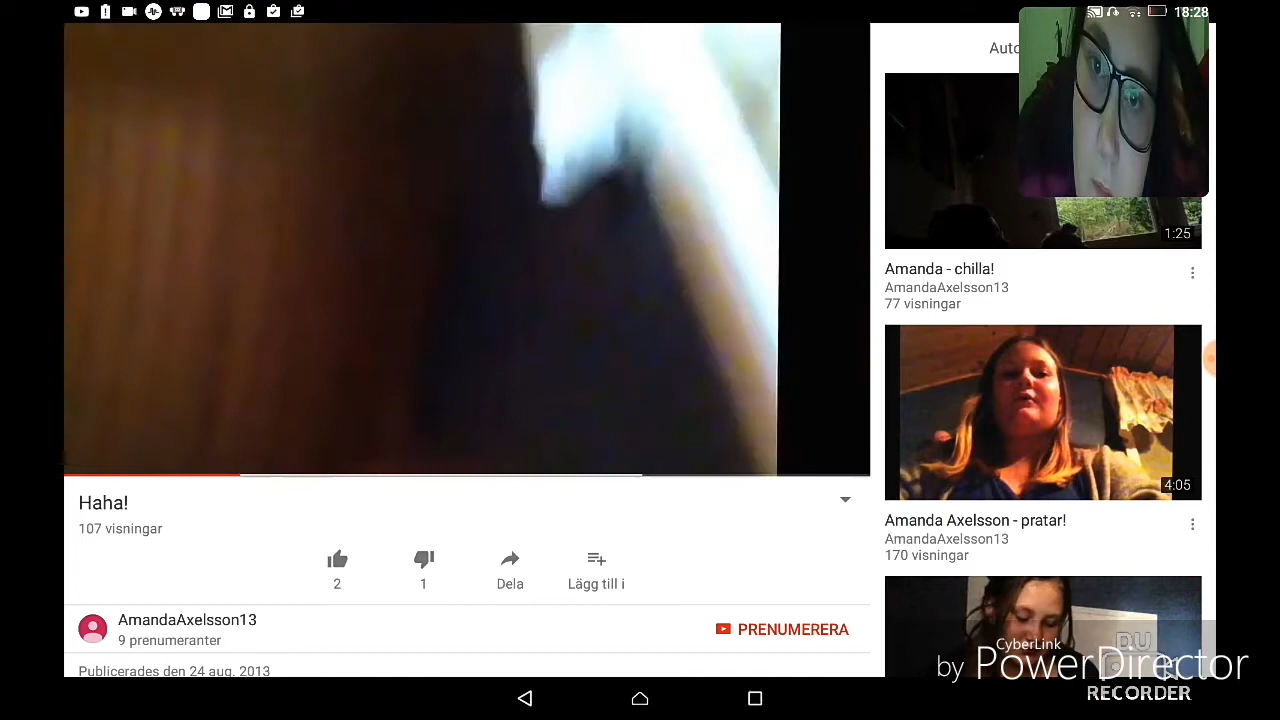 18:28
1:25
Amanda - chilla!
AmandaAxelsson13
77 visningar
4:05
Amanda Axelsson - pratar!
AmandaAxelsson13
170 visningar
Haha!
107 visningar
2
1
Dela
Lägg till i
AmandaAxelsson13
9 prenumeranter
PRENUMERERA
Publicerades den 24 aug. 2013
CyberLink
by PowerDirector
DU
RECORDER